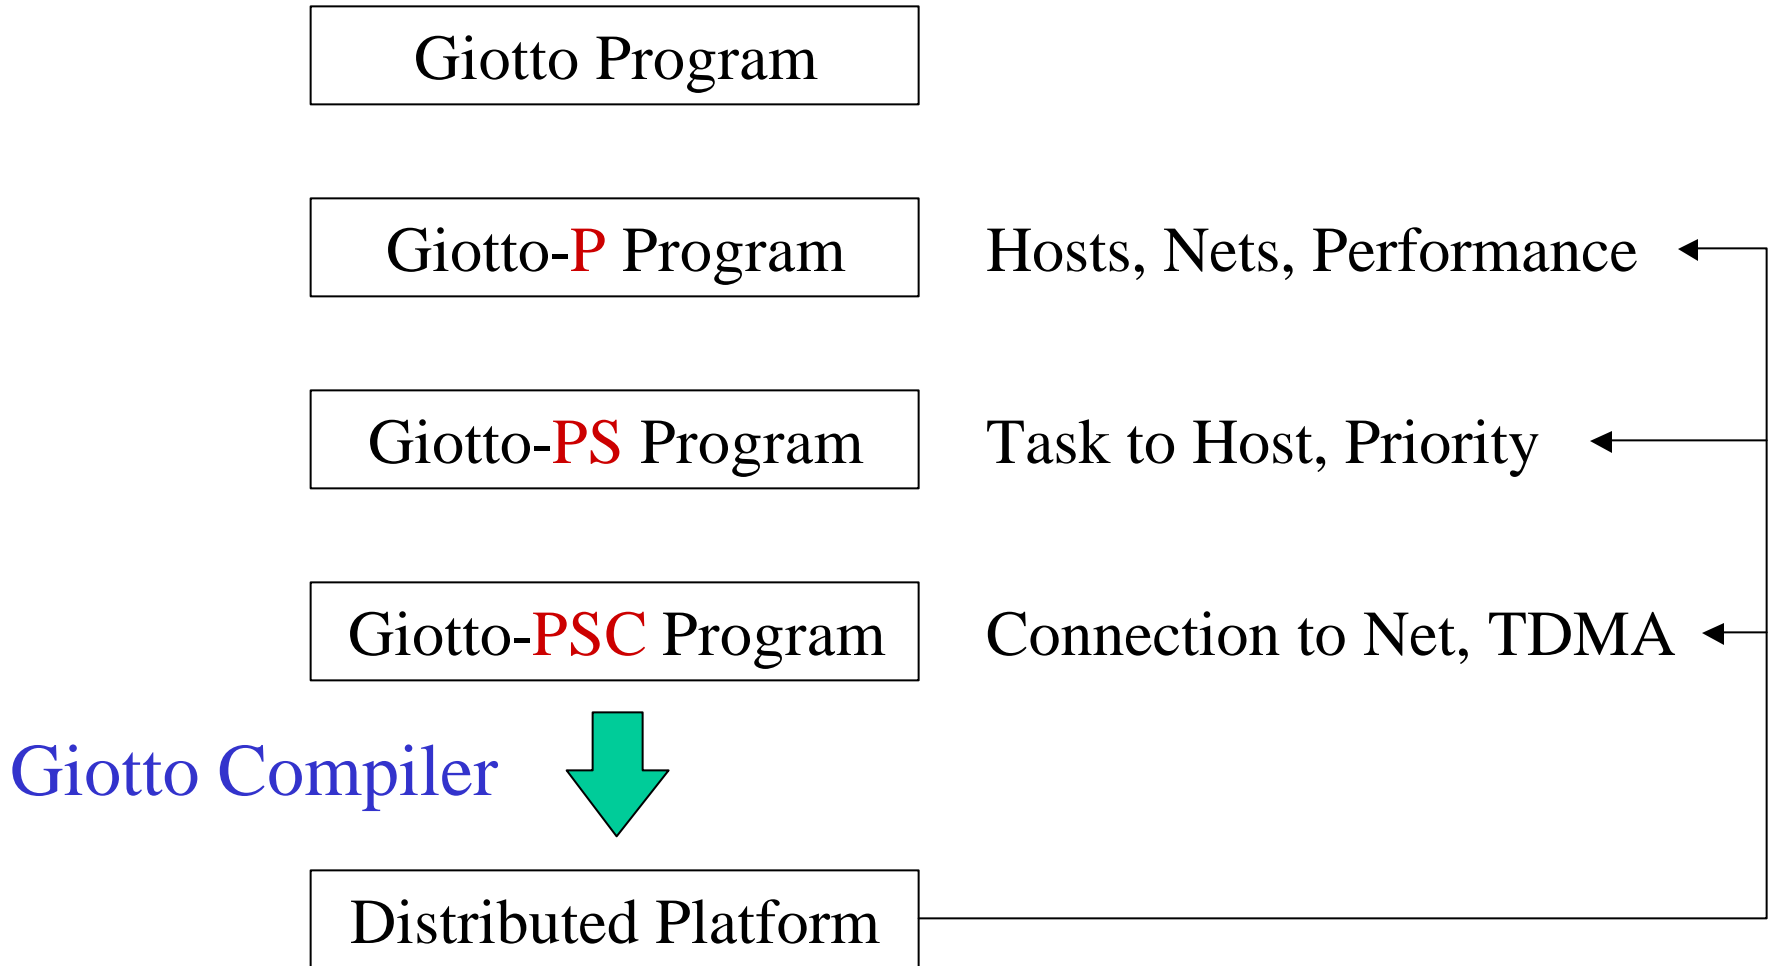 Giotto Program
Giotto-P Program
Hosts, Nets, Performance
Giotto-PS Program
Task to Host, Priority
Giotto-PSC Program
Connection to Net, TDMA
Giotto Compiler
Distributed Platform